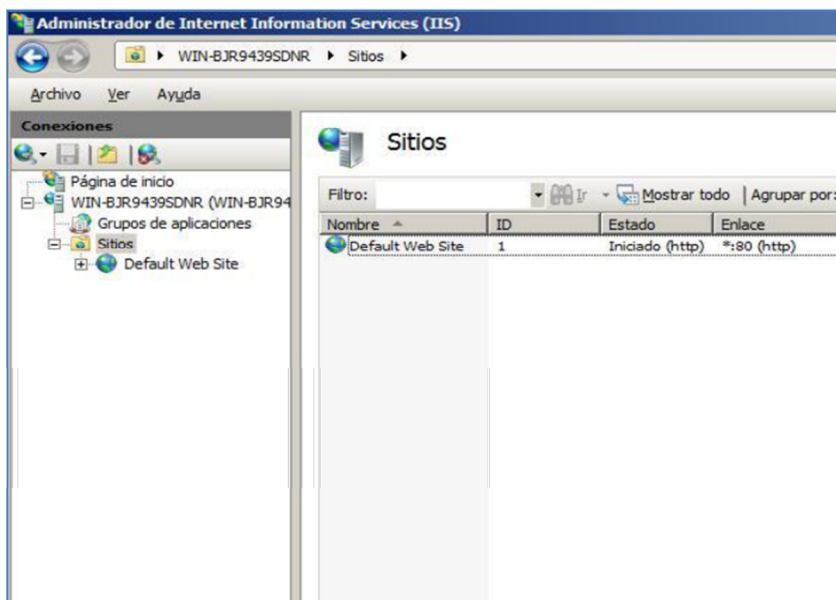 Administrador de Internet Information Services (IIS)
WIN-BJR9439SDNR Sitios
Archivo Ver Ayuda
Conexiones
Página de inicio
WIN-BJR9439SDNR (WIN-BJR94
Grupos de aplicaciones
Sitios
Default Web Site
Sitios
Filtro: Ir Mostrar todo Agrupar por:
Nombre ID Estado Enlace
Default Web Site 1 Iniciado (http) *:80 (http)